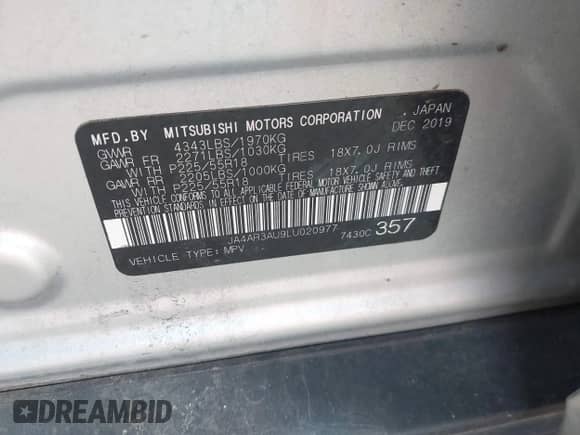 MFD.BY MITSUBISHI MOTORS CORPORATION , JAPAN
GVWR 4343LBS/1970KG DEC 2019
GAWR FR 2271LBS/1030KG
WITH P225/55R18 TIRES 18X7.0J RIMS
GAWR RR 2205LBS/1000KG
WITH P225/55R18 TIRES 18X7.0J RIMS
THIS VEHICLE CONFORMS TO ALL APPLICABLE FEDERAL MOTOR VEHICLE SAFETY AND THEFT
PREVENTION STANDARDS IN EFFECT ON THE DATE OF MANUFACTURE SHOWN ABOVE.
JA4AR3AU9LU020977 7430C 357
VEHICLE TYPE: MPV
DREAMBID